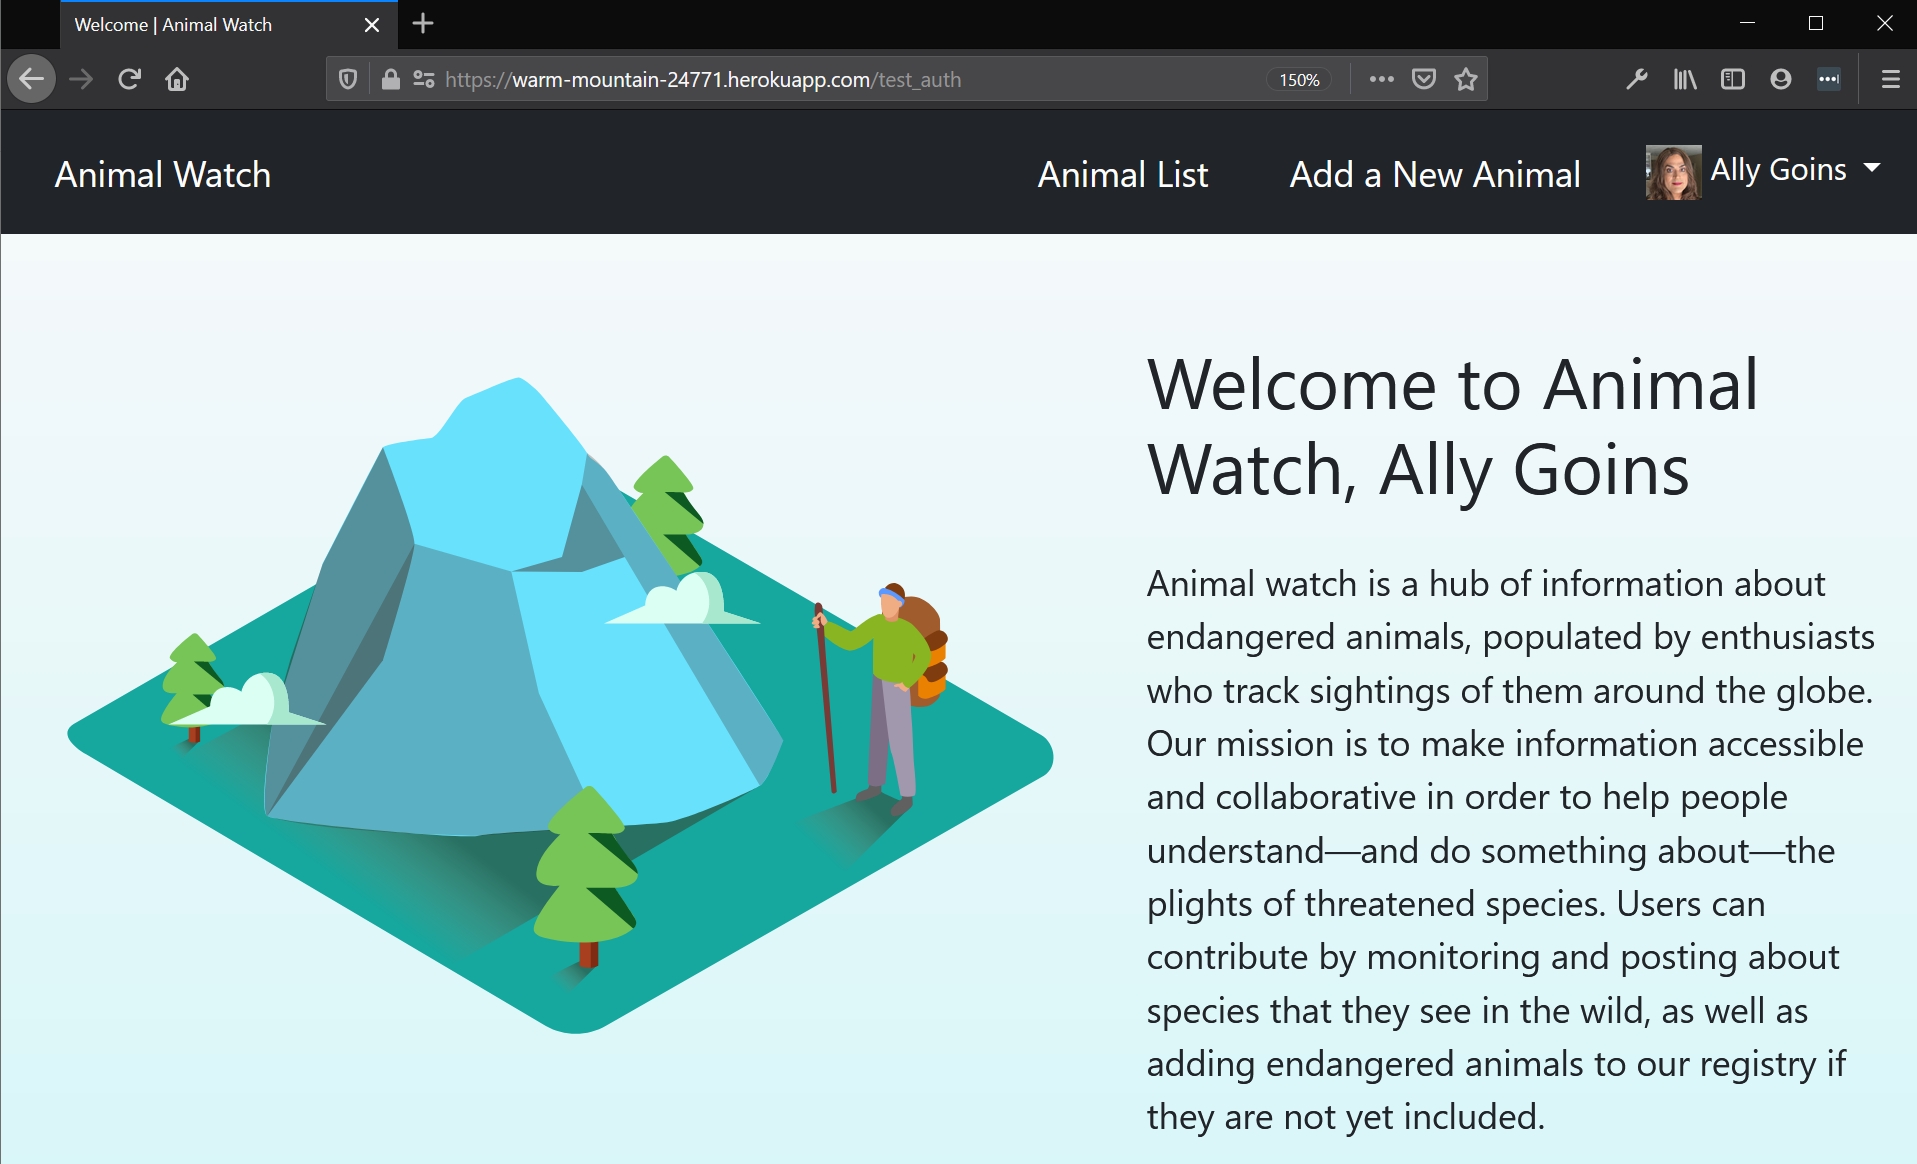 Welcome | Animal Watch
https://warm-mountain-24771.herokuapp.com/test_auth
150%
Animal Watch
Animal List
Add a New Animal
Ally Goins
Welcome to Animal
Watch, Ally Goins
Animal watch is a hub of information about
endangered animals, populated by enthusiasts
who track sightings of them around the globe.
Our mission is to make information accessible
and collaborative in order to help people
understand—and do something about—the
plights of threatened species. Users can
contribute by monitoring and posting about
species that they see in the wild, as well as
adding endangered animals to our registry if
they are not yet included.